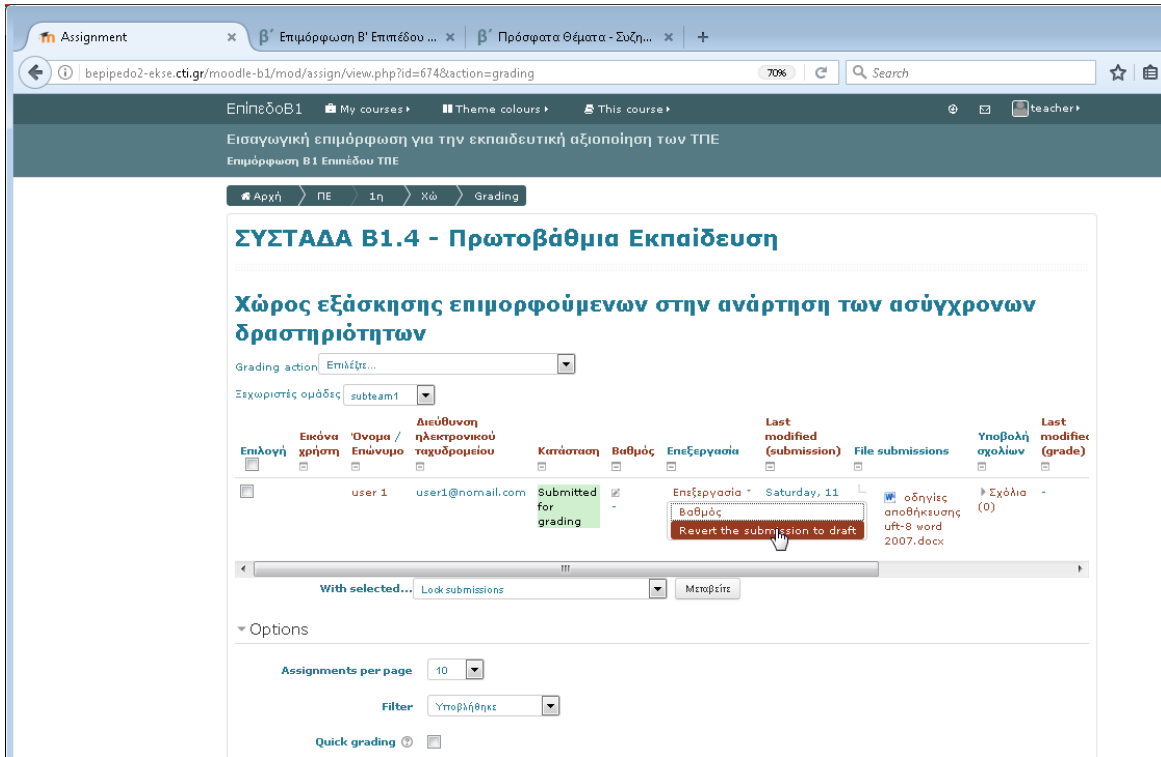 Assignment
β΄ Επιμόρφωση Β' Επιπέδου ...
β΄ Πρόσφατα Θέματα - Συζη...
bepipedo2-ekse.cti.gr/moodle-b1/mod/assign/view.php?id=674&action=grading
70%
Search
ΕπίπεδοΒ1 My courses Theme colours This course teacher
Εισαγωγική επιμόρφωση για την εκπαιδευτική αξιοποίηση των ΤΠΕ
Επιμόρφωση Β1 Επιπέδου ΤΠΕ
Αρχή ΠΕ 1η Χώ Grading
ΣΥΣΤΑΔΑ Β1.4 - Πρωτοβάθμια Εκπαίδευση
Χώρος εξάσκησης επιμορφούμενων στην ανάρτηση των ασύγχρονων
δραστηριότητων
Grading action Επιλέξτε...
Ξεχωριστές ομάδες subteam1
Επιλογή
Εικόνα
χρήστη
Όνομα /
Επώνυμο
Διεύθυνση
ηλεκτρονικού
ταχυδρομείου
Κατάσταση
Βαθμός
Επεξεργασία
Last
modified
(submission)
File submissions
Υποβολή
σχολίων
Last
modified
(grade)
user 1
user1@nomail.com
Submitted
for
grading
-
Επεξεργασία
Βαθμός
Revert the submission to draft
Saturday, 11
οδηγίες
αποθήκευσης
uft-8 word
2007.docx
Σχόλια
(0)
-
With selected... Lock submissions Μεταβείτε
Options
Assignments per page 10
Filter Υποβλήθηκε
Quick grading